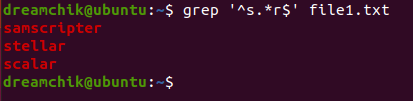 dreamchik@ubuntu:~$ grep '^s.*r$' file1.txt
samscripter
stellar
scalar
dreamchik@ubuntu:~$